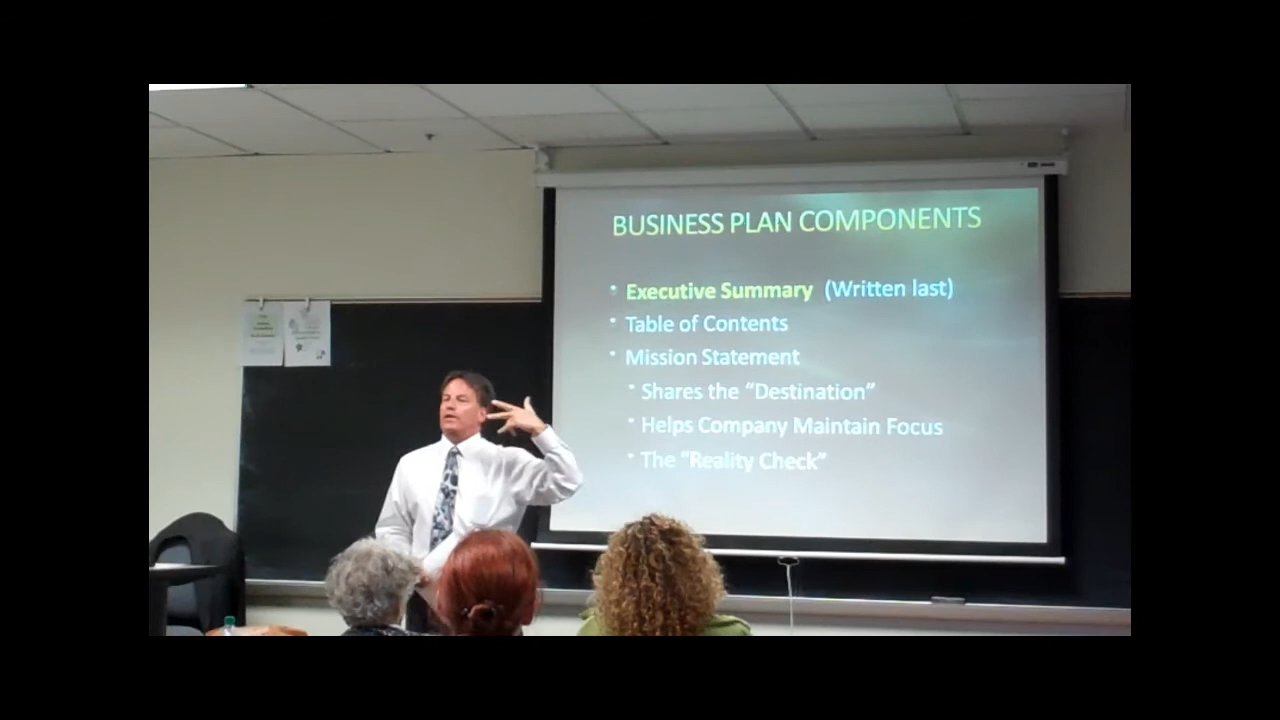 BUSINESS PLAN COMPONENTS
Executive Summary (Written last)
Table of Contents
Mission Statement
Shares the “Destination”
Helps Company Maintain Focus
The “Reality Check”